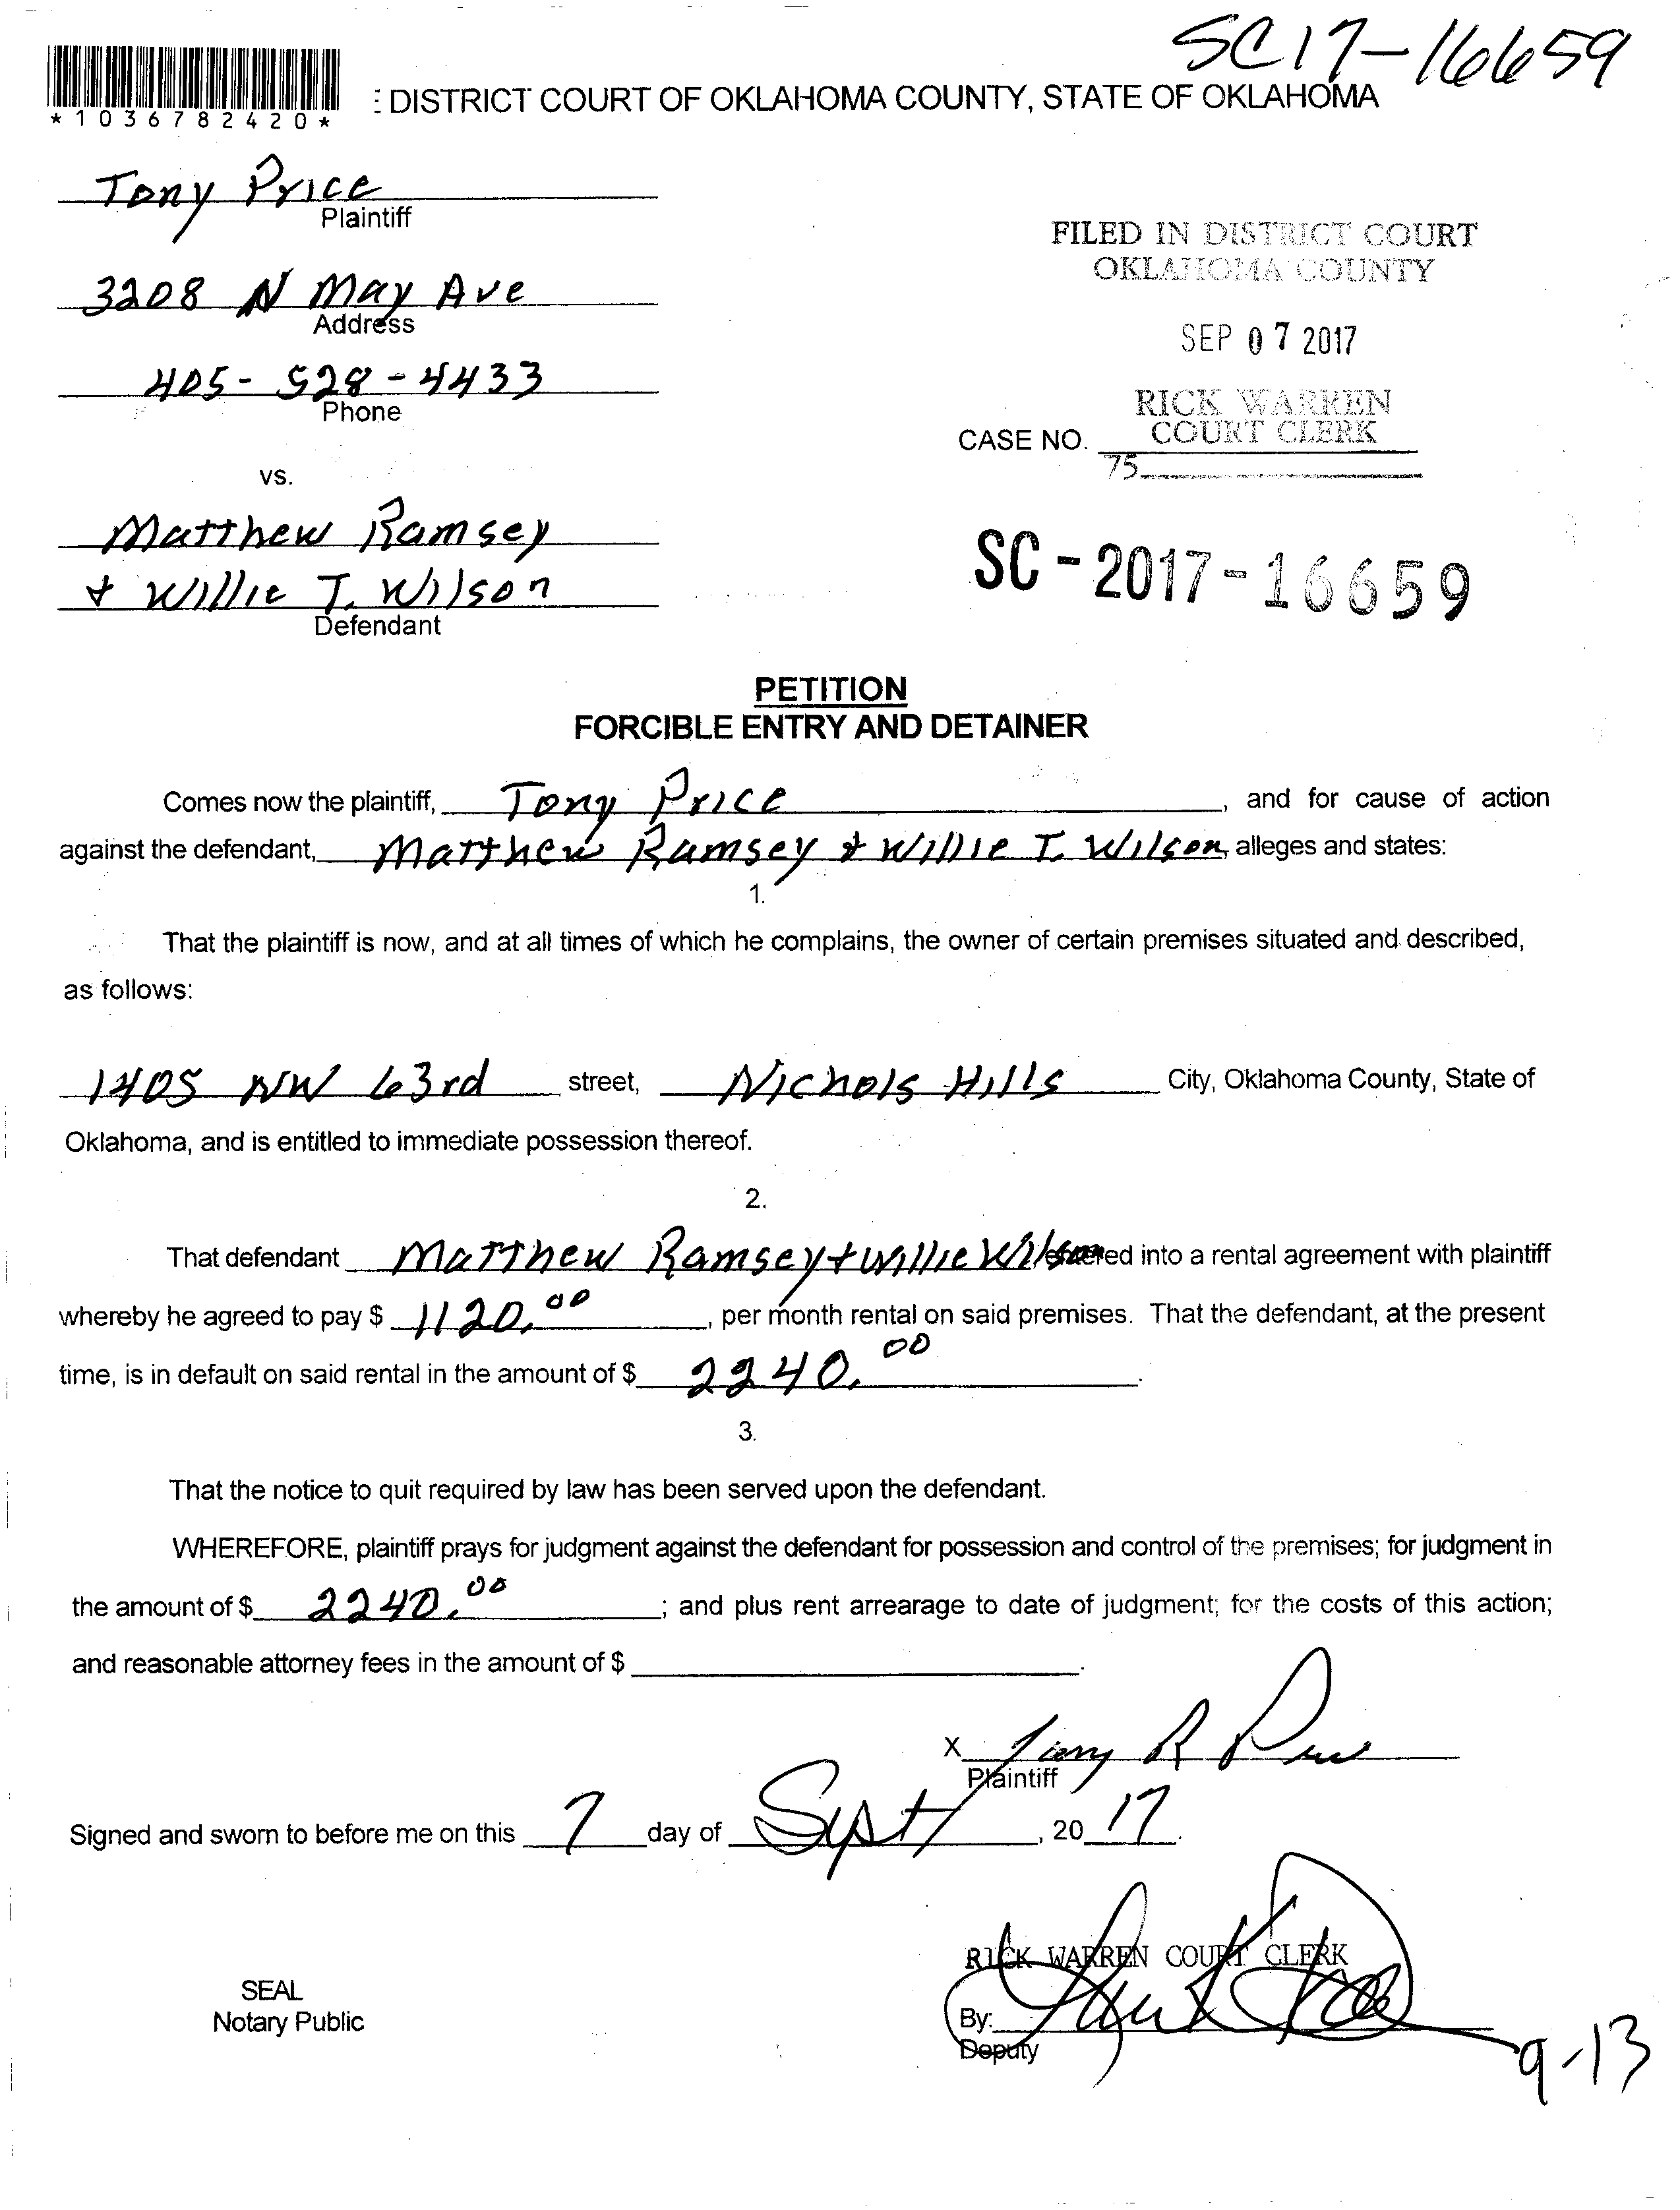 SC17-16659
*1036782420*
: DISTRICT COURT OF OKLAHOMA COUNTY, STATE OF OKLAHOMA
Tony Price
Plaintiff
3208 N May Ave
Address
405-528-4433
Phone
vs.
Matthew Ramsey
+ Willie T. Wilson
Defendant
FILED IN DISTRICT COURT
OKLAHOMA COUNTY
SEP 07 2017
RICK WARREN
COURT CLERK
CASE NO.
75
SC-2017-16659
PETITION
FORCIBLE ENTRY AND DETAINER
Comes now the plaintiff, Tony Price, and for cause of action
against the defendant, Matthew Ramsey + Willie T. Wilson, alleges and states:
1.
That the plaintiff is now, and at all times of which he complains, the owner of certain premises situated and described,
as follows:
1405 NW 63rd street, Nichols Hills City, Oklahoma County, State of
Oklahoma, and is entitled to immediate possession thereof.
2.
That defendant Matthew Ramsey + Willie Wilson entered into a rental agreement with plaintiff
whereby he agreed to pay $ 1120.00, per month rental on said premises. That the defendant, at the present
time, is in default on said rental in the amount of $ 2240.00.
3.
That the notice to quit required by law has been served upon the defendant.
WHEREFORE, plaintiff prays for judgment against the defendant for possession and control of the premises; for judgment in
the amount of $ 2240.00; and plus rent arrearage to date of judgment; for the costs of this action;
and reasonable attorney fees in the amount of $ .
X Tony R Price
Plaintiff
Signed and sworn to before me on this 7 day of Sept, 2017.
RICK WARREN COURT CLERK
SEAL
Notary Public
By:
Deputy
9-13